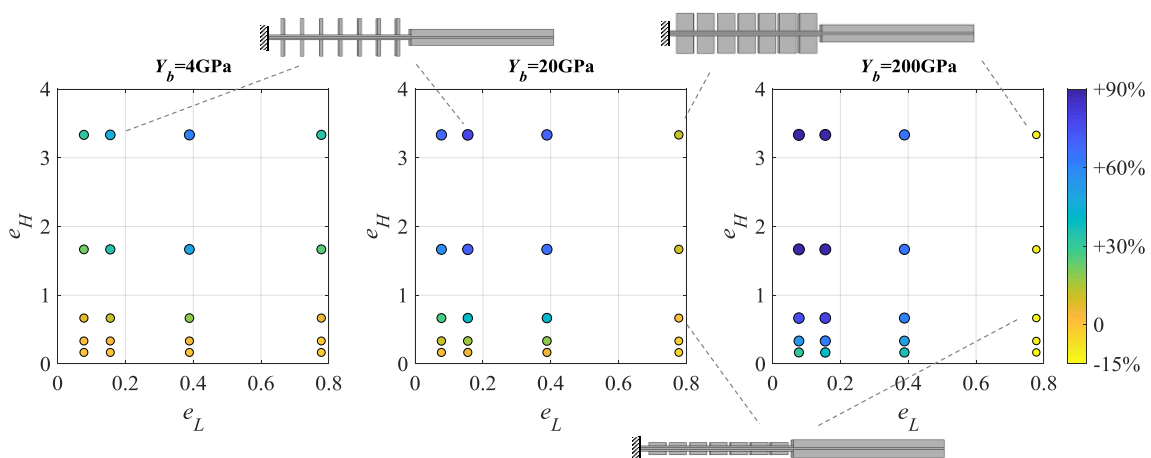 Y_b=4GPa Y_b=20GPa Y_b=200GPa
4 4 4 +90%
3 3 3 +60%
e_H 2 e_H 2 e_H 2
+30%
1 1 1
0
0 0 0 -15%
0 0.2 0.4 0.6 0.8 0 0.2 0.4 0.6 0.8 0 0.2 0.4 0.6 0.8
e_L e_L e_L